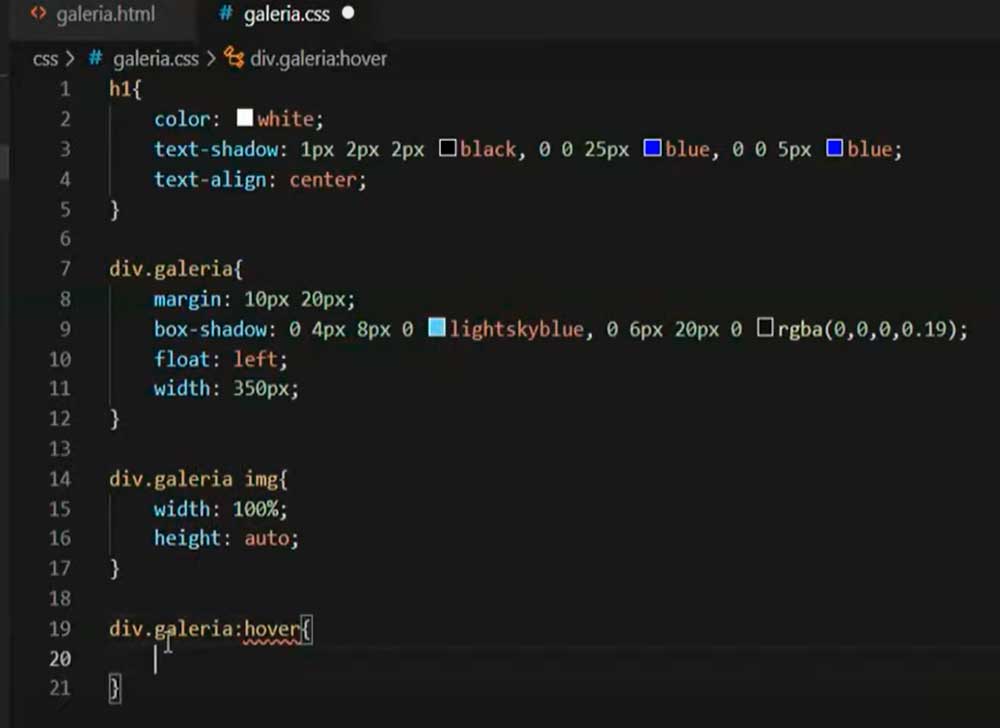 galeria.html galeria.css
css > galeria.css > div.galeria:hover
1 h1{
2 color: white;
3 text-shadow: 1px 2px 2px black, 0 0 25px blue, 0 0 5px blue;
4 text-align: center;
5 }
6
7 div.galeria{
8 margin: 10px 20px;
9 box-shadow: 0 4px 8px 0 lightskyblue, 0 6px 20px 0 rgba(0,0,0,0.19);
10 float: left;
11 width: 350px;
12 }
13
14 div.galeria img{
15 width: 100%;
16 height: auto;
17 }
18
19 div.galeria:hover{
20
21 }